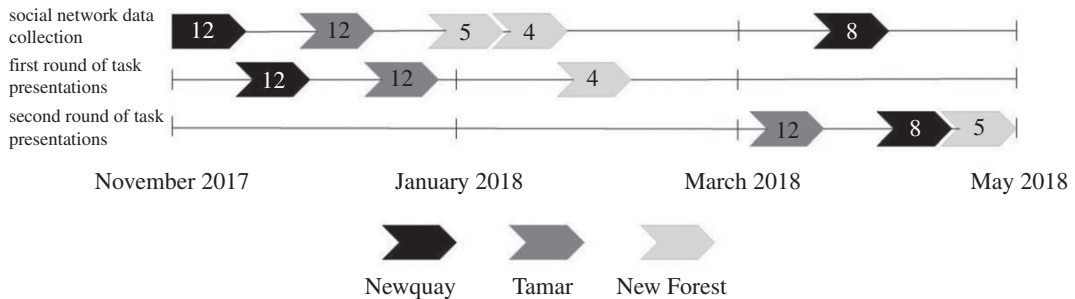 social network data
collection
12 12 5 4 8
first round of task
presentations
12 12 4
second round of task
presentations
12 8 5
November 2017 January 2018 March 2018 May 2018
Newquay Tamar New Forest